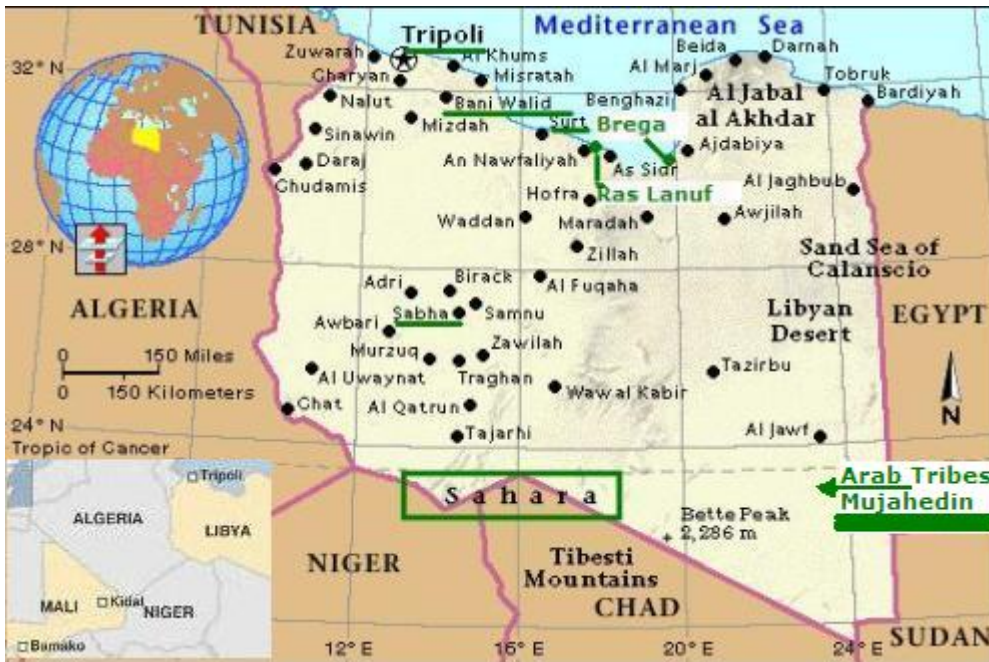 TUNISIA
Mediterranean Sea
Tripoli
Zuwarah
Al Khums
Beida
Darnah
32° N
Gharyan
Misratah
Al Marj
Tobruk
Nalut
Bani Walid
Benghazi
Al Jabal
al Akhdar
Bardiyah
Mizdah
Surt
Brega
Sinawin
Daraj
An Nawfaliyah
As Sidr
Ajdabiya
Ghudamis
Hofra
Ras Lanuf
Al Jaghbub
Waddan
Maradah
Awjilah
28° N
Zillah
Sand Sea of
Calanscio
Adri
Birack
Al Fuqaha
ALGERIA
Sabha
Samnu
Libyan
Desert
EGYPT
Awbari
0 150 Miles
Murzuq
Zawilah
0 150 Kilometers
Al Uwaynat
Traghan
Waw al Kabir
Tazirbu
Ghat
Al Qatrun
N
24° N
Tajarhi
Al Jawf
Tropic of Cancer
Tripoli
Sahara
Arab Tribes
Mujahedin
ALGERIA
LIBYA
Bette Peak
2,286 m
NIGER
Tibesti
Mountains
MALI
Kidal
NIGER
CHAD
Bamako
12° E
16° E
20° E
24° E
SUDAN